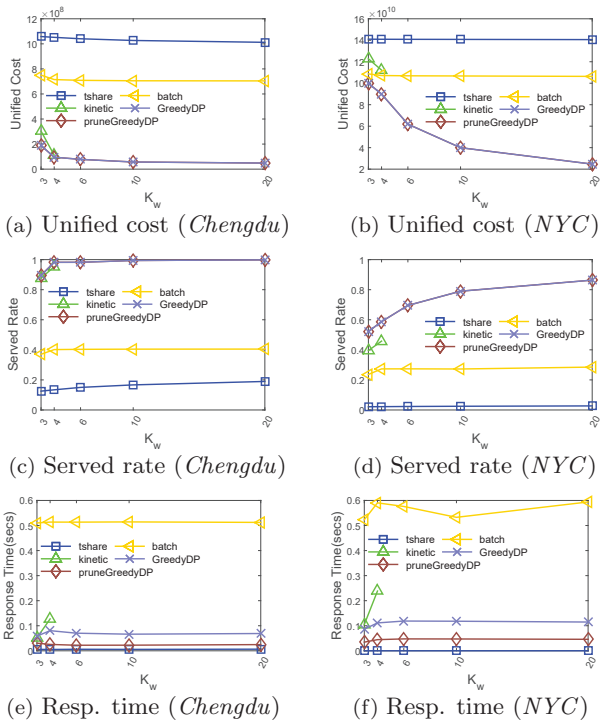 12 ×10^8
10
8
6
4
2
0
Unified Cost
tshare
kinetic
pruneGreedyDP
batch
GreedyDP
3 4 6 10 20
K_w
(a) Unified cost (Chengdu)
16 ×10^10
14
12
10
8
6
4
2
Unified Cost
tshare
kinetic
pruneGreedyDP
batch
GreedyDP
3 4 6 10 20
K_w
(b) Unified cost (NYC)
1
0.8
0.6
0.4
0.2
0
Served Rate
tshare
kinetic
pruneGreedyDP
batch
GreedyDP
3 4 6 10 20
K_w
(c) Served rate (Chengdu)
1
0.8
0.6
0.4
0.2
0
Served Rate
tshare
kinetic
pruneGreedyDP
batch
GreedyDP
3 4 6 10 20
K_w
(d) Served rate (NYC)
0.6
0.5
0.4
0.3
0.2
0.1
0
Response Time(secs)
tshare
kinetic
pruneGreedyDP
batch
GreedyDP
3 4 6 10 20
K_w
(e) Resp. time (Chengdu)
0.6
0.5
0.4
0.3
0.2
0.1
0
Response Time(secs)
tshare
kinetic
pruneGreedyDP
batch
GreedyDP
3 4 6 10 20
K_w
(f) Resp. time (NYC)